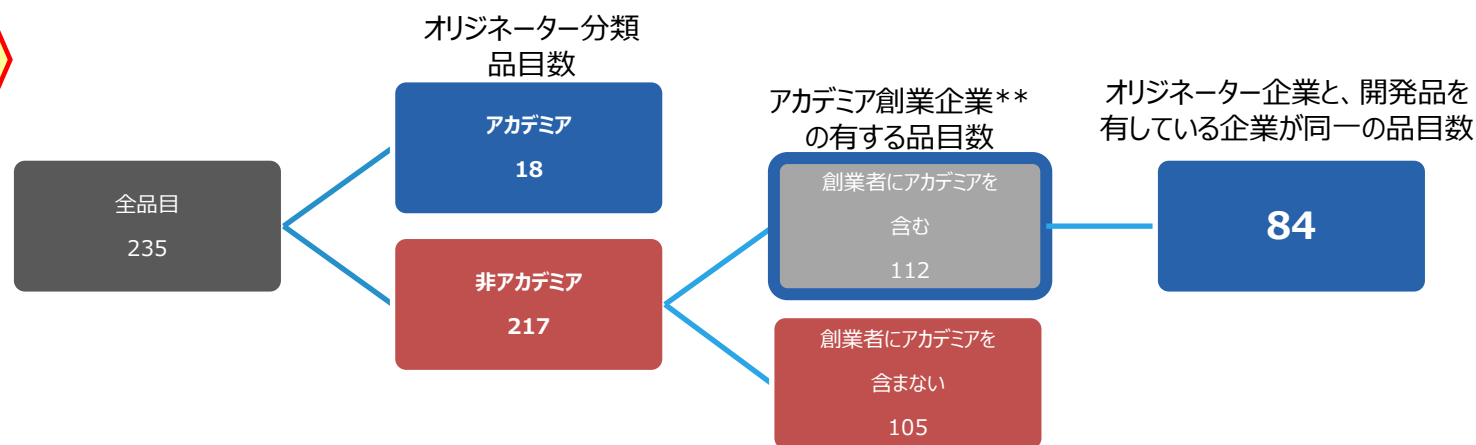 オリジネーター分類
品目数
アカデミア
18
全品目
235
非アカデミア
217
アカデミア創業企業**
の有する品目数
創業者にアカデミアを
含む
112
創業者にアカデミアを
含まない
105
オリジネーター企業と、開発品を
有している企業が同一の品目数
84